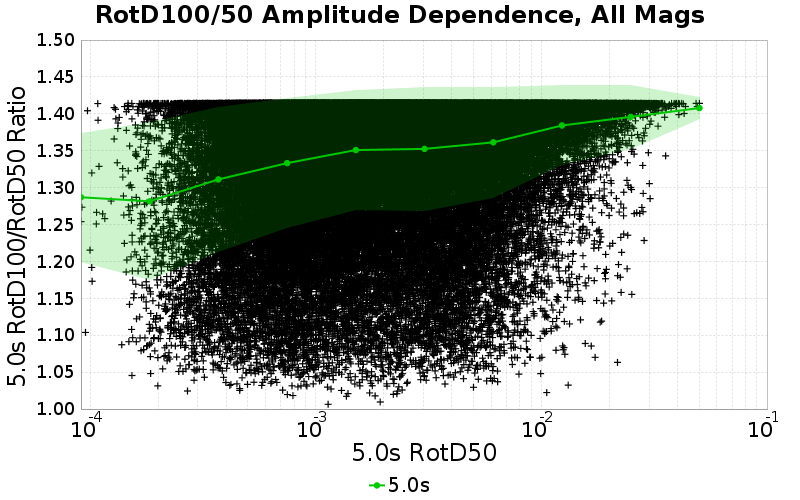 RotD100/50 Amplitude Dependence, All Mags
5.0s RotD100/RotD50 Ratio
1.50
1.45
1.40
1.35
1.30
1.25
1.20
1.15
1.10
1.05
1.00
10-4 10-3 10-2 10-1
5.0s RotD50
5.0s